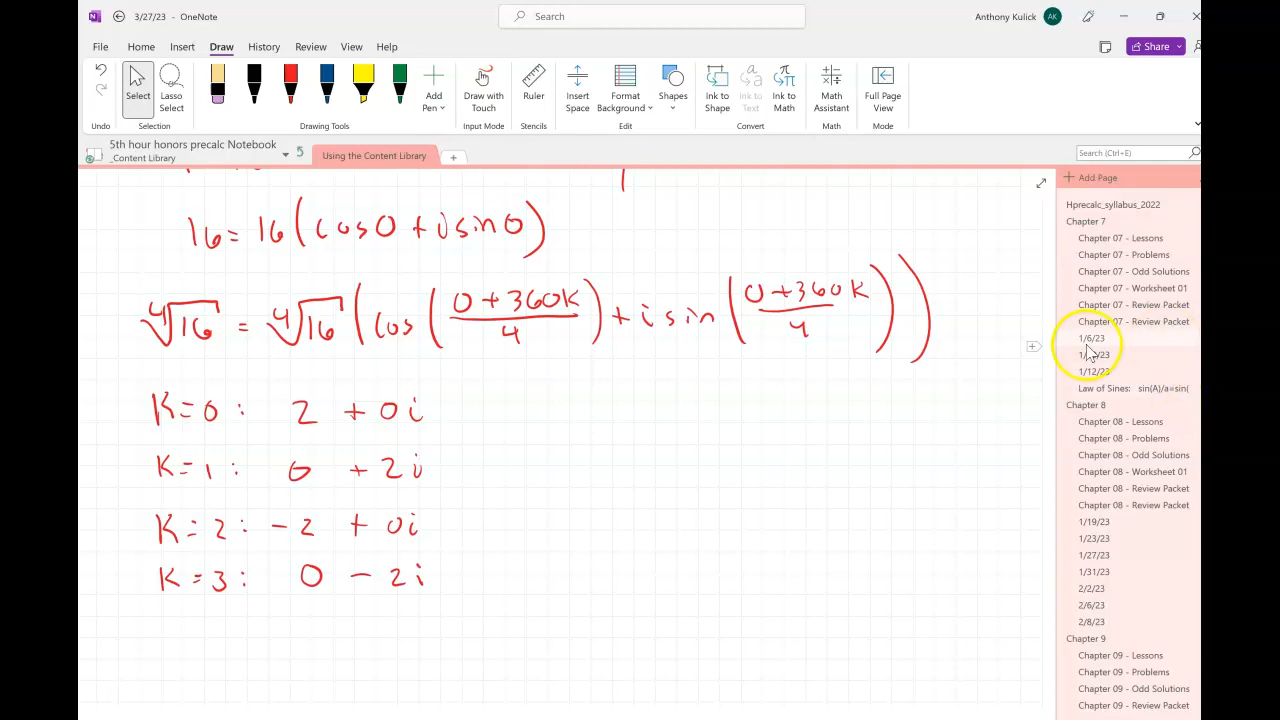 3/27/23 - OneNote
Search
Anthony Kulick AK
File Home Insert Draw History Review View Help
Share
Undo
Select
Lasso Select
Add Pen
Draw with Touch
Ruler
Insert Space
Format Background
Shapes
Ink to Shape
Ink to Text
Ink to Math
Math Assistant
Full Page View
Undo Selection Drawing Tools Input Mode Stencils Edit Convert Math Mode
5th hour honors precalc Notebook
_Content Library
Using the Content Library
Search (Ctrl+E)
16 = 16 (cos0 + i sin0)
∜16 = ∜16 (cos((0 + 360K)/4) + i sin((0 + 360K)/4))
K = 0 : 2 + 0i
K = 1 : 0 + 2i
K = 2 : -2 + 0i
K = 3 : 0 - 2i
Add Page
Hprecalc_syllabus_2022
Chapter 7
Chapter 07 - Lessons
Chapter 07 - Problems
Chapter 07 - Odd Solutions
Chapter 07 - Worksheet 01
Chapter 07 - Review Packet
Chapter 07 - Review Packet
1/6/23
1/12/23
Law of Sines: sin(A)/a=sin(
Chapter 8
Chapter 08 - Lessons
Chapter 08 - Problems
Chapter 08 - Odd Solutions
Chapter 08 - Worksheet 01
Chapter 08 - Review Packet
Chapter 08 - Review Packet
1/19/23
1/23/23
1/27/23
1/31/23
2/2/23
2/6/23
2/8/23
Chapter 9
Chapter 09 - Lessons
Chapter 09 - Problems
Chapter 09 - Odd Solutions
Chapter 09 - Review Packet